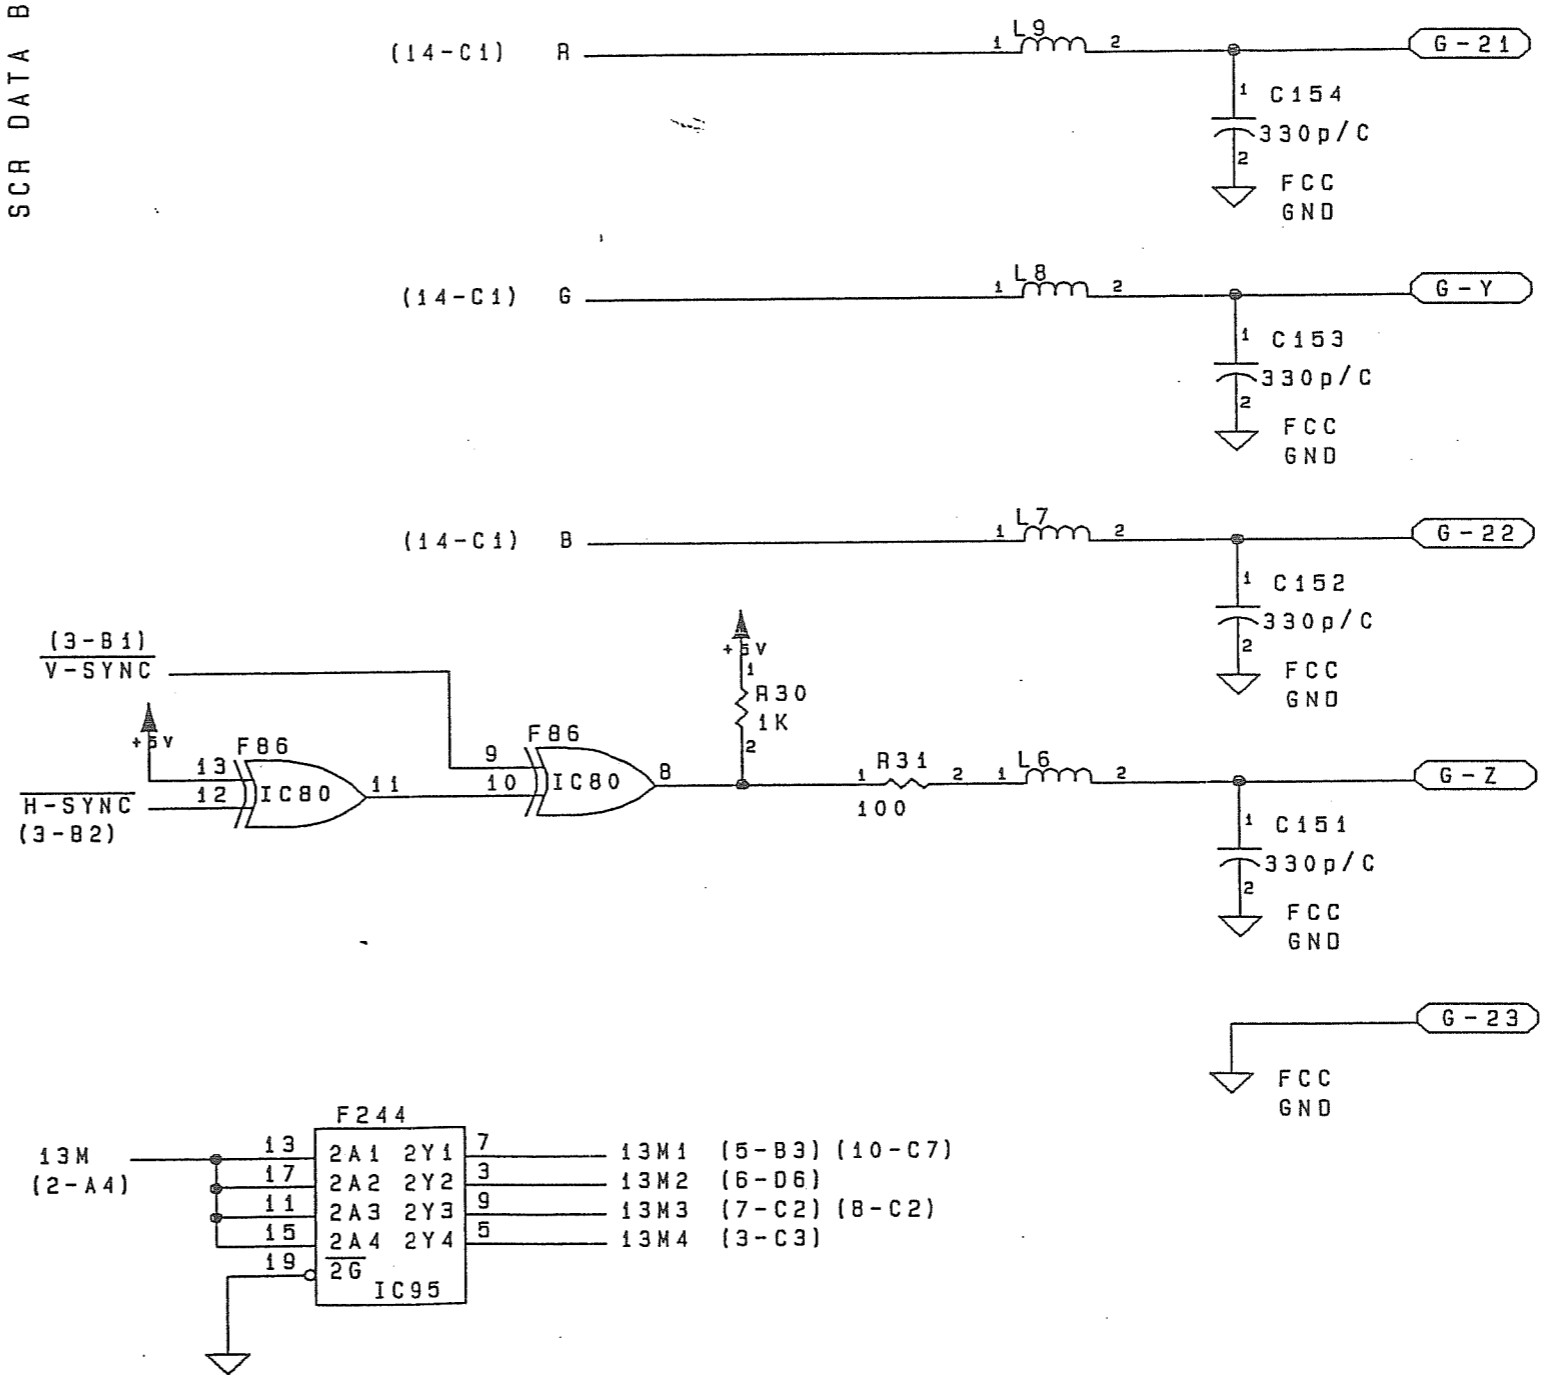 SCR DATA B
L9
(14-C1) R 1 2 G-21
1 C154
330p/C
2
FCC
GND
L8
(14-C1) G 1 2 G-Y
1 C153
330p/C
2
FCC
GND
L7
(14-C1) B 1 2 G-22
1 C152
330p/C
2
FCC
GND
(3-B1)
V-SYNC
+5V
1
R30
1K
2
+5V
F86
13
12
IC80
11
H-SYNC
(3-B2)
F86
9
10
IC80
8
1 R31 2
100
1 L6 2
G-Z
1 C151
330p/C
2
FCC
GND
G-23
FCC
GND
F244
13M 13 2A1 2Y1 7 13M1 (5-B3) (10-C7)
(2-A4) 17 2A2 2Y2 3 13M2 (6-D6)
11 2A3 2Y3 9 13M3 (7-C2) (8-C2)
15 2A4 2Y4 5 13M4 (3-C3)
19 2G
IC95